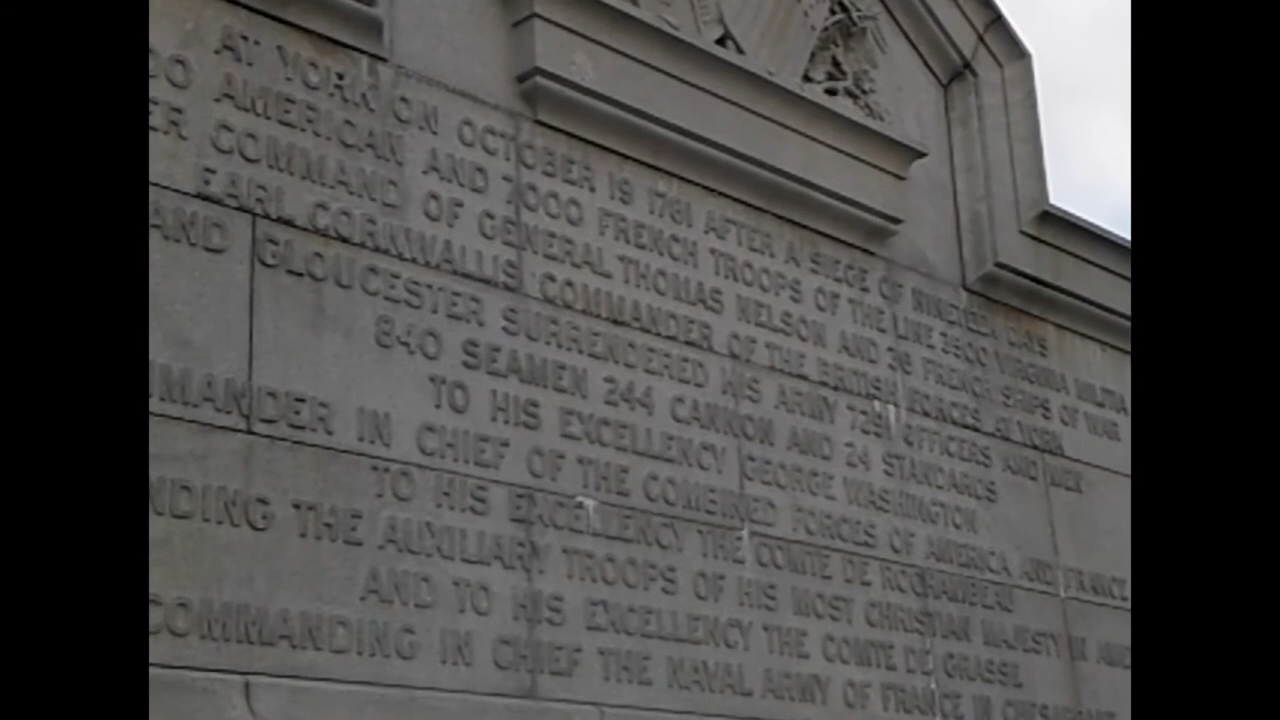 AT YORK ON OCTOBER 19 1781 AFTER A SIEGE OF NINETEEN DAYS
00 AMERICAN AND 7000 FRENCH TROOPS OF THE LINE 3500 VIRGINIA MILITIA
ER COMMAND OF GENERAL THOMAS NELSON AND 36 FRENCH SHIPS OF WAR
EARL CORNWALLIS COMMANDER OF THE BRITISH FORCES AT YORK
AND GLOUCESTER SURRENDERED HIS ARMY 7251 OFFICERS AND MEN
840 SEAMEN 244 CANNON AND 24 STANDARDS
TO HIS EXCELLENCY GEORGE WASHINGTON
MMANDER IN CHIEF OF THE COMBINED FORCES OF AMERICA AND FRANCE
TO HIS EXCELLENCY THE COMTE DE ROCHAMBEAU
NDING THE AUXILIARY TROOPS OF HIS MOST CHRISTIAN MAJESTY IN AME
AND TO HIS EXCELLENCY THE COMTE DE GRASSE
COMMANDING IN CHIEF THE NAVAL ARMY OF FRANCE IN CHESAPEAKE